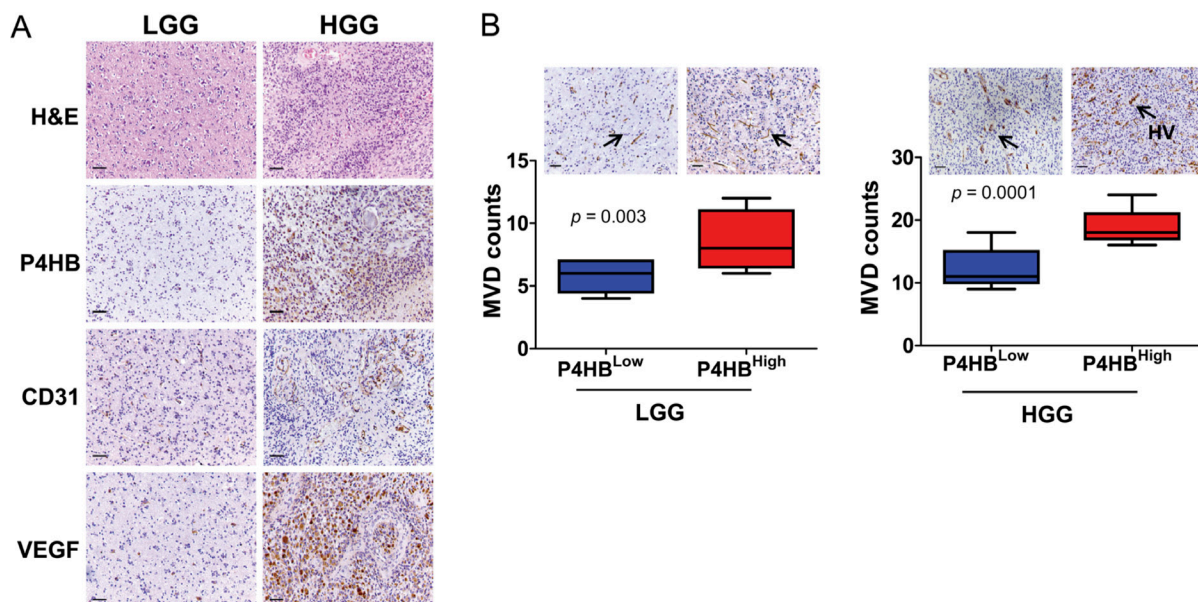 A
LGG HGG
H&E
P4HB
CD31
VEGF
B
MVD counts
15
10
5
0
p = 0.003
P4HBLow P4HBHigh
LGG
HV
MVD counts
30
20
10
0
p = 0.0001
P4HBLow P4HBHigh
HGG